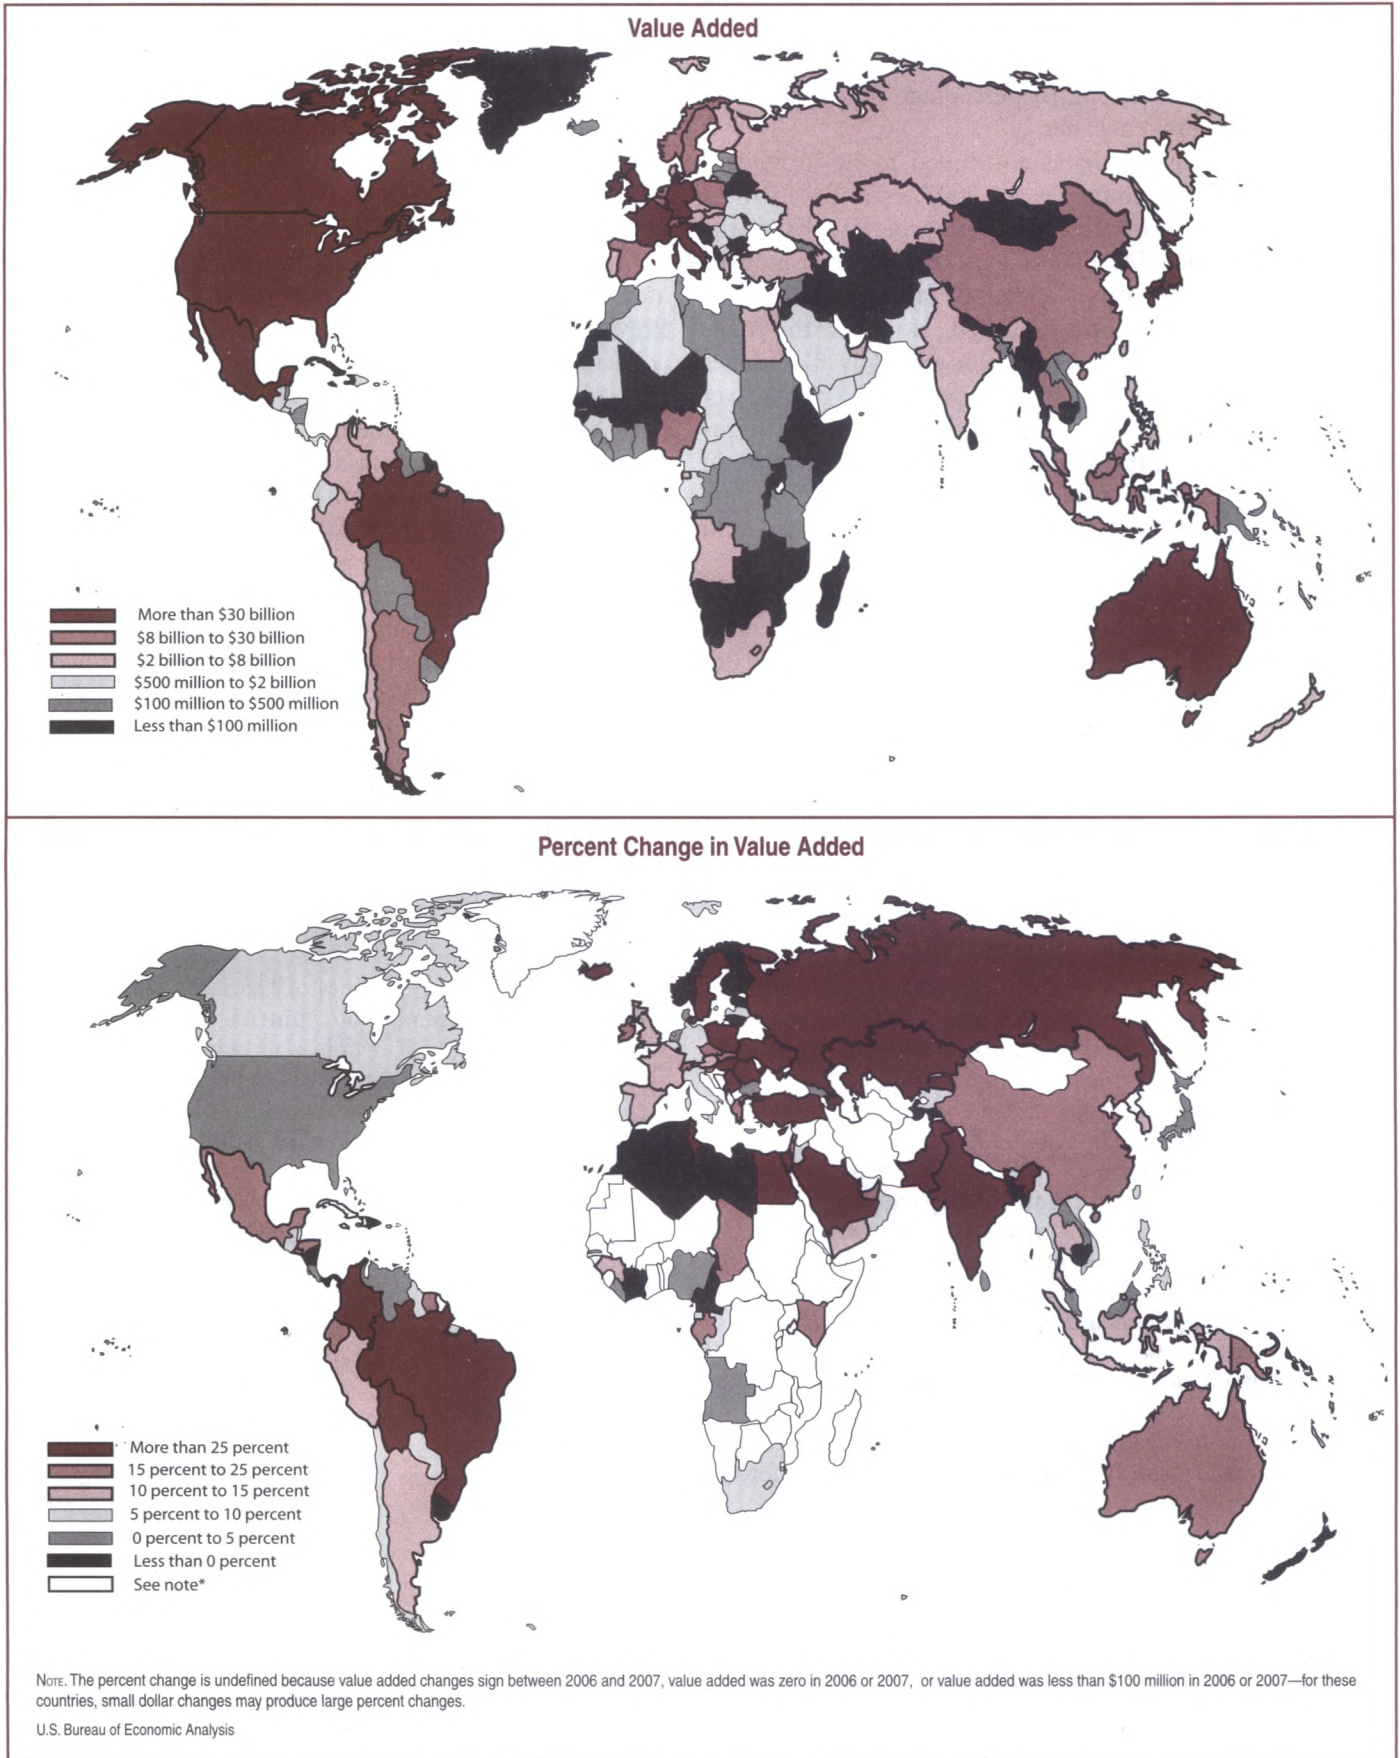 Value Added
More than $30 billion
$8 billion to $30 billion
$2 billion to $8 billion
$500 million to $2 billion
$100 million to $500 million
Less than $100 million
Percent Change in Value Added
More than 25 percent
15 percent to 25 percent
10 percent to 15 percent
5 percent to 10 percent
0 percent to 5 percent
Less than 0 percent
See note*
NOTE. The percent change is undefined because value added changes sign between 2006 and 2007, value added was zero in 2006 or 2007, or value added was less than $100 million in 2006 or 2007—for these
countries, small dollar changes may produce large percent changes.
U.S. Bureau of Economic Analysis